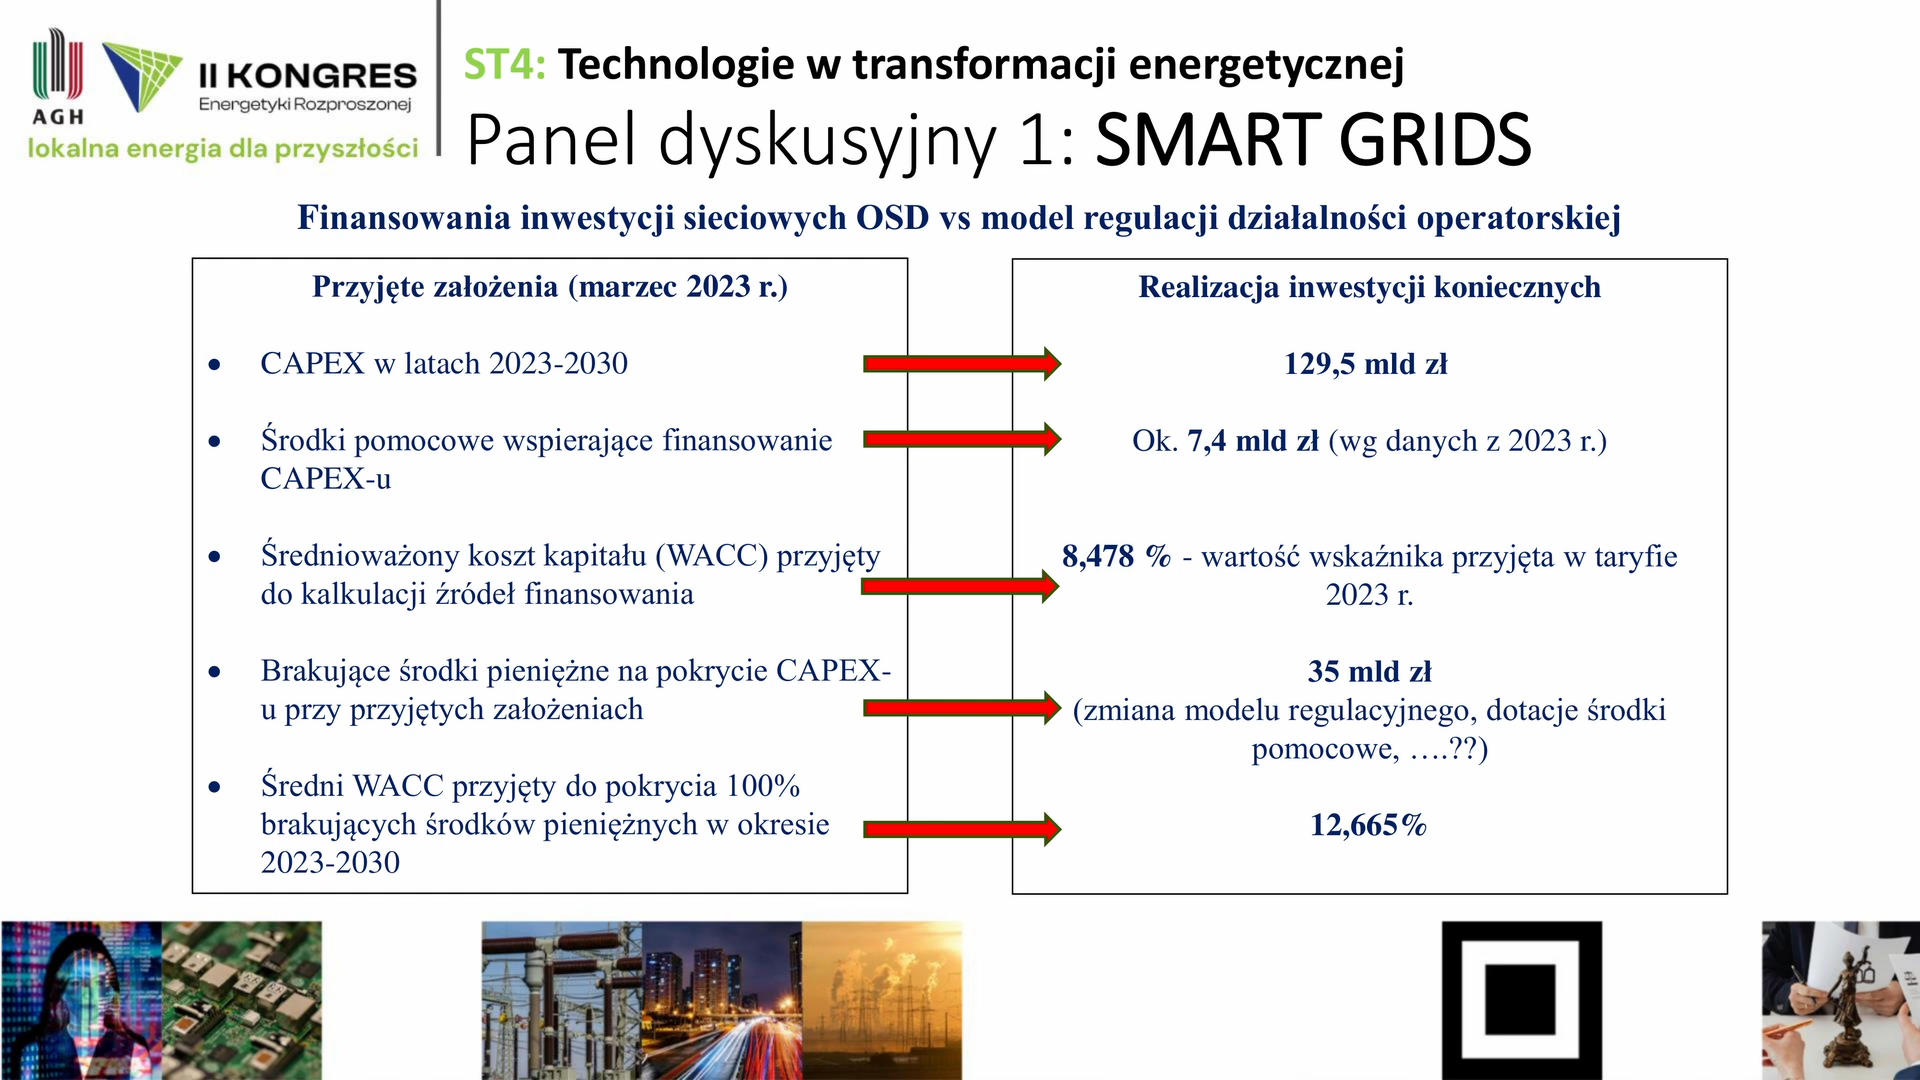 AGH
II KONGRES
Energetyki Rozproszonej
lokalna energia dla przyszłości
ST4: Technologie w transformacji energetycznej
Panel dyskusyjny 1: SMART GRIDS
Finansowania inwestycji sieciowych OSD vs model regulacji działalności operatorskiej
Przyjęte założenia (marzec 2023 r.)
• CAPEX w latach 2023-2030
• Środki pomocowe wspierające finansowanie
CAPEX-u
• Średnioważony koszt kapitału (WACC) przyjęty
do kalkulacji źródeł finansowania
• Brakujące środki pieniężne na pokrycie CAPEX-
u przy przyjętych założeniach
• Średni WACC przyjęty do pokrycia 100%
brakujących środków pieniężnych w okresie
2023-2030
Realizacja inwestycji koniecznych
129,5 mld zł
Ok. 7,4 mld zł (wg danych z 2023 r.)
8,478 % - wartość wskaźnika przyjęta w taryfie
2023 r.
35 mld zł
(zmiana modelu regulacyjnego, dotacje środki
pomocowe, ….??)
12,665%